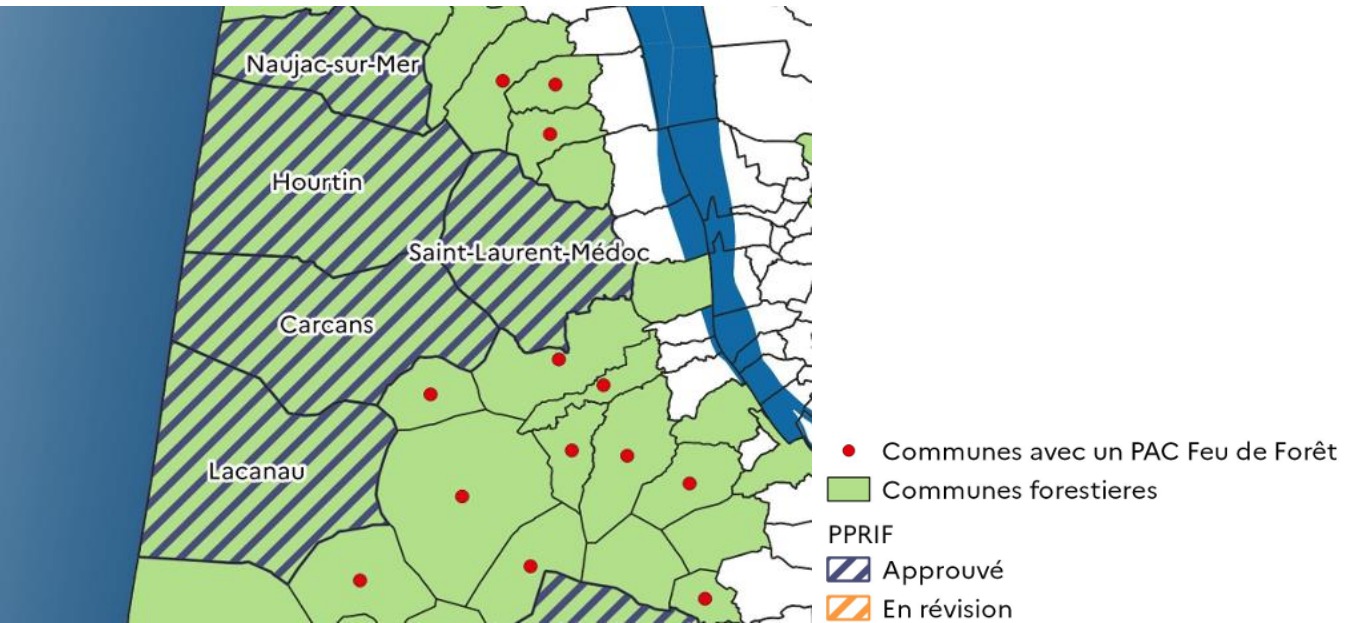 Naujac-sur-Mer
Hourtin
Saint-Laurent-Médoc
Carcans
Lacanau
Communes avec un PAC Feu de Forêt
Communes forestieres
PPRIF
Approuvé
En révision